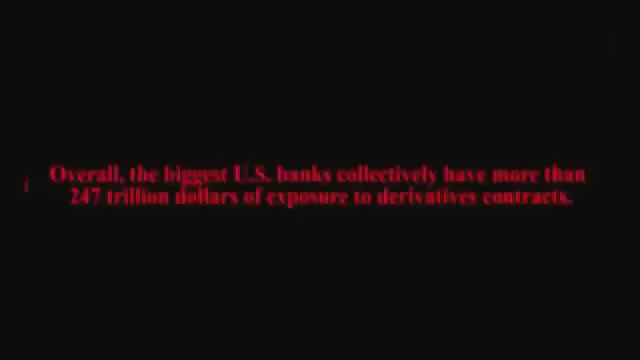 Overall, the biggest U.S. banks collectively have more than
247 trillion dollars of exposure to derivatives contracts.